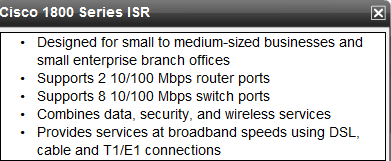 Cisco 1800 Series ISR
• Designed for small to medium-sized businesses and
small enterprise branch offices
• Supports 2 10/100 Mbps router ports
• Supports 8 10/100 Mbps switch ports
• Combines data, security, and wireless services
• Provides services at broadband speeds using DSL,
cable and T1/E1 connections